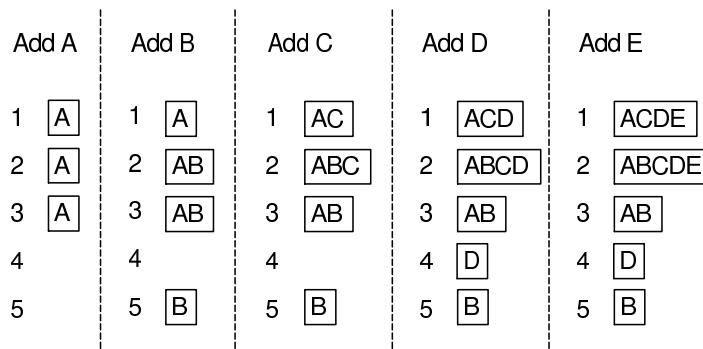 Add A Add B Add C Add D Add E
1 A 1 A 1 AC 1 ACD 1 ACDE
2 A 2 AB 2 ABC 2 ABCD 2 ABCDE
3 A 3 AB 3 AB 3 AB 3 AB
4 4 4 4 D 4 D
5 5 B 5 B 5 B 5 B